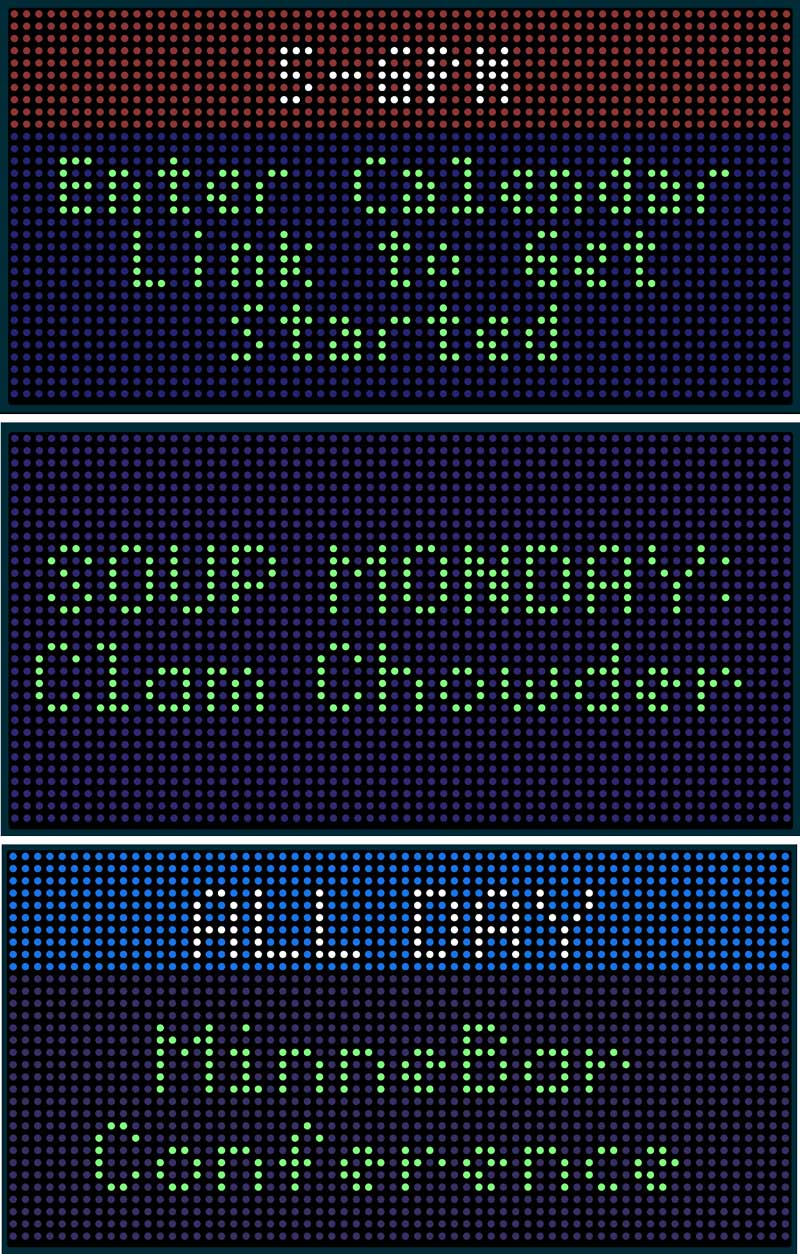 5-6PM
Enter Calendar
Link to Get
Started
SOUP MONDAY:
Clam Chowder
ALL DAY
MinneBar
Conference